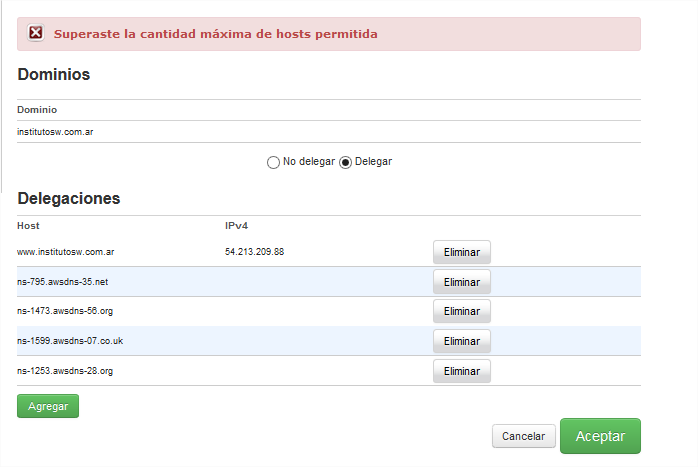 Superaste la cantidad máxima de hosts permitida
Dominios
Dominio
institutosw.com.ar
No delegar Delegar
Delegaciones
Host IPv4
www.institutosw.com.ar 54.213.209.88 Eliminar
ns-795.awsdns-35.net Eliminar
ns-1473.awsdns-56.org Eliminar
ns-1599.awsdns-07.co.uk Eliminar
ns-1253.awsdns-28.org Eliminar
Agregar
Cancelar Aceptar